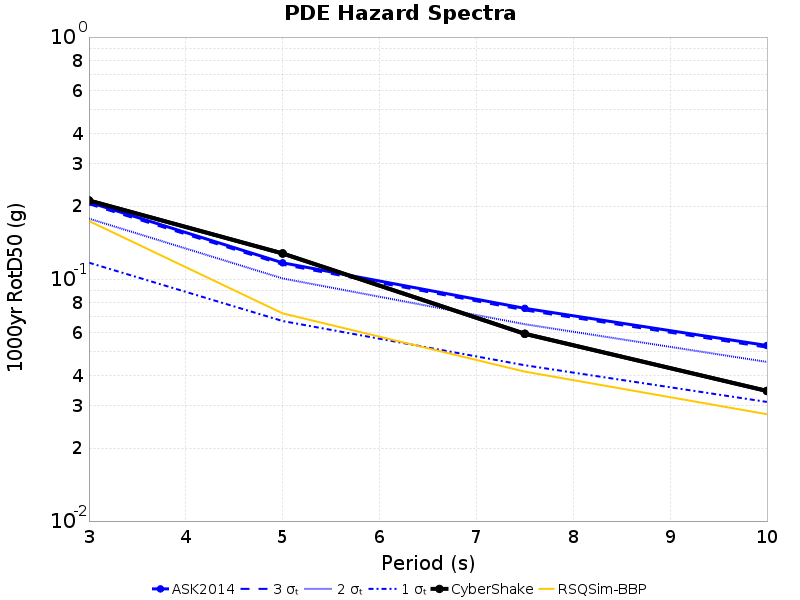 PDE Hazard Spectra
1000yr RotD50 (g)
10^0
8
6
4
3
2
10^-1
8
6
4
3
2
10^-2
3 4 5 6 7 8 9 10
Period (s)
ASK2014 3 σₜ 2 σₜ 1 σₜ CyberShake RSQSim-BBP